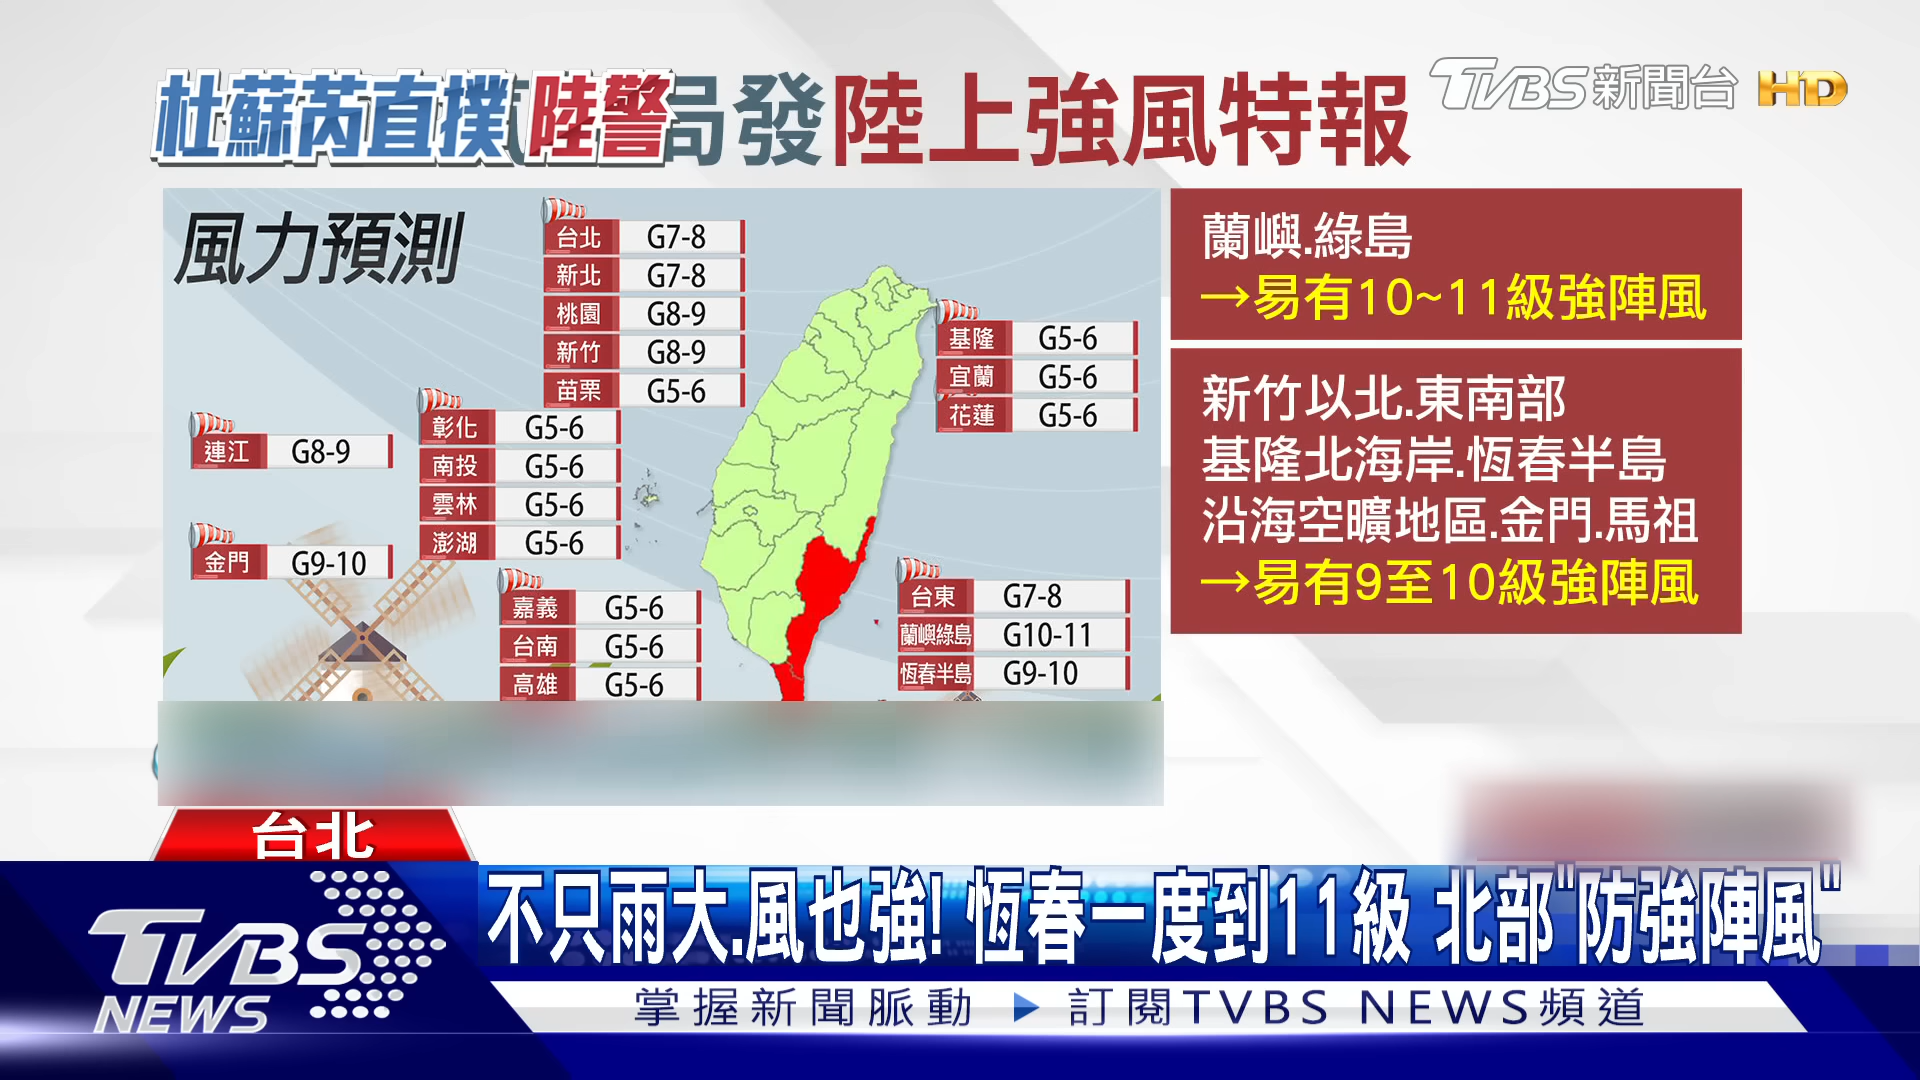 杜蘇芮直撲 陸警
局發陸上強風特報
TVBS新聞台 HD
風力預測
台北 G7-8
新北 G7-8
桃園 G8-9
新竹 G8-9
苗栗 G5-6
基隆 G5-6
宜蘭 G5-6
花蓮 G5-6
彰化 G5-6
南投 G5-6
雲林 G5-6
澎湖 G5-6
連江 G8-9
金門 G9-10
嘉義 G5-6
台南 G5-6
高雄 G5-6
台東 G7-8
蘭嶼綠島 G10-11
恆春半島 G9-10
蘭嶼.綠島
→易有10~11級強陣風
新竹以北.東南部
基隆北海岸.恆春半島
沿海空曠地區.金門.馬祖
→易有9至10級強陣風
台北
不只雨大.風也強! 恆春一度到11級 北部"防強陣風"
TVBS
NEWS
掌握新聞脈動 ▶ 訂閱TVBS NEWS頻道